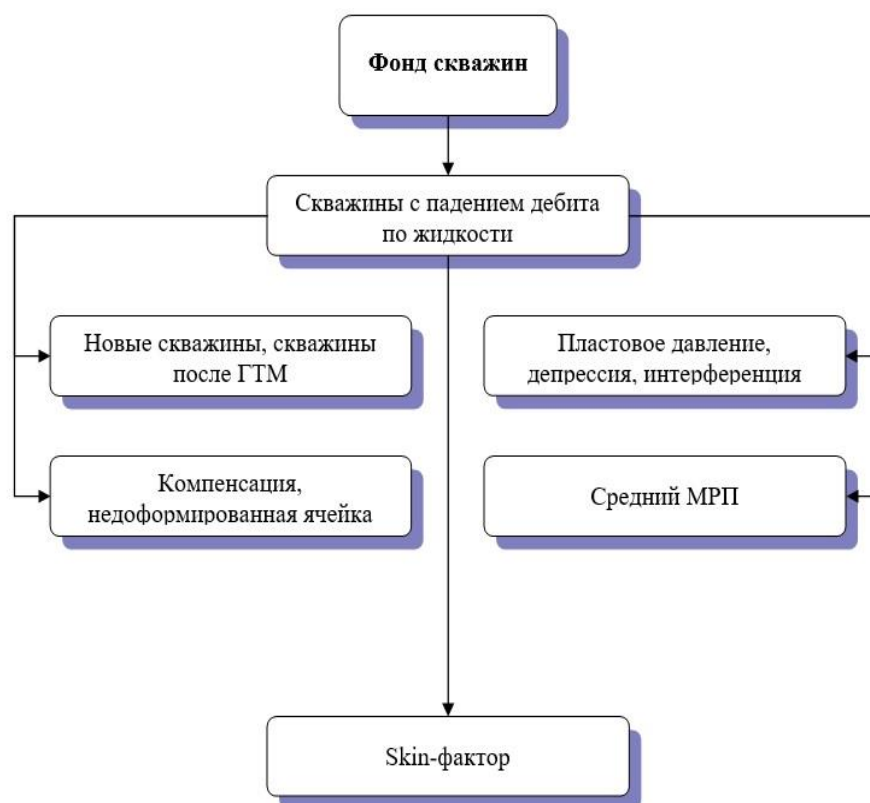 Фонд скважин
Скважины с падением дебита
по жидкости
Новые скважины, скважины
после ГТМ
Пластовое давление,
депрессия, интерференция
Компенсация,
недоформированная ячейка
Средний МРП
Skin-фактор